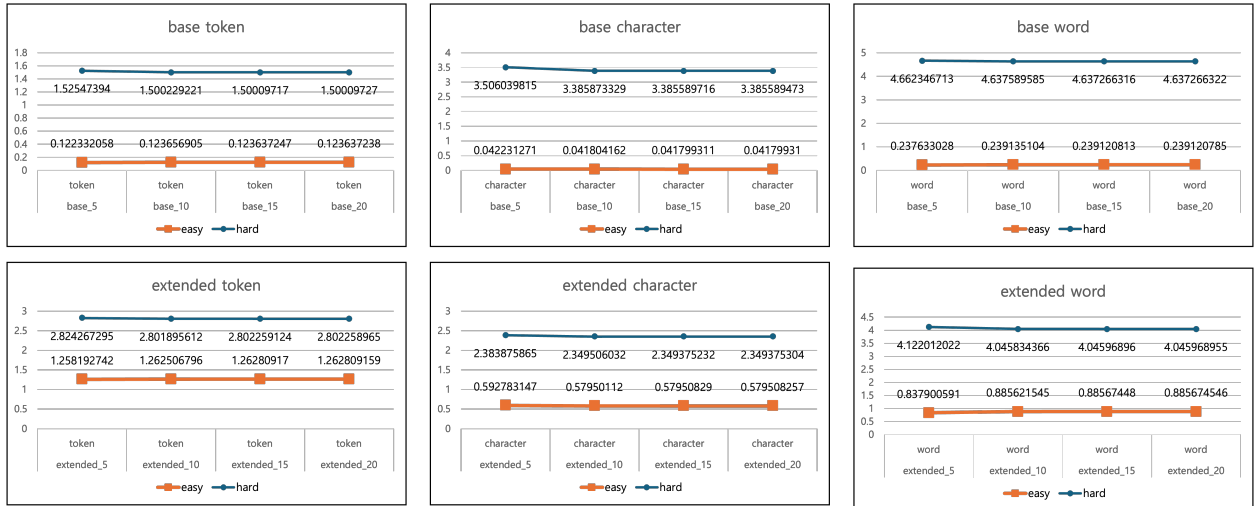 base token
1.8
1.6
1.4
1.2
1
0.8
0.6
0.4
0.2
0
1.52547394 1.500229221 1.50009717 1.50009727
0.122332058 0.123656905 0.123637247 0.123637238
token token token token
base_5 base_10 base_15 base_20
easy hard
base character
4
3.5
3
2.5
2
1.5
1
0.5
0
3.506039815 3.385873329 3.385589716 3.385589473
0.042231271 0.041804162 0.041799311 0.04179931
character character character character
base_5 base_10 base_15 base_20
easy hard
base word
5
4
3
2
1
0
4.662346713 4.637589585 4.637266316 4.637266322
0.237633028 0.239135104 0.239120813 0.239120785
word word word word
base_5 base_10 base_15 base_20
easy hard
extended token
3
2.5
2
1.5
1
0.5
0
2.824267295 2.801895612 2.802259124 2.802258965
1.258192742 1.262506796 1.26280917 1.262809159
token token token token
extended_5 extended_10 extended_15 extended_20
easy hard
extended character
3
2.5
2
1.5
1
0.5
0
2.383875865 2.349506032 2.349375232 2.349375304
0.592783147 0.57950112 0.57950829 0.579508257
character character character character
extended_5 extended_10 extended_15 extended_20
easy hard
extended word
4.5
4
3.5
3
2.5
2
1.5
1
0.5
0
4.122012022 4.045834366 4.04596896 4.045968955
0.837900591 0.885621545 0.88567448 0.885674546
word word word word
extended_5 extended_10 extended_15 extended_20
easy hard